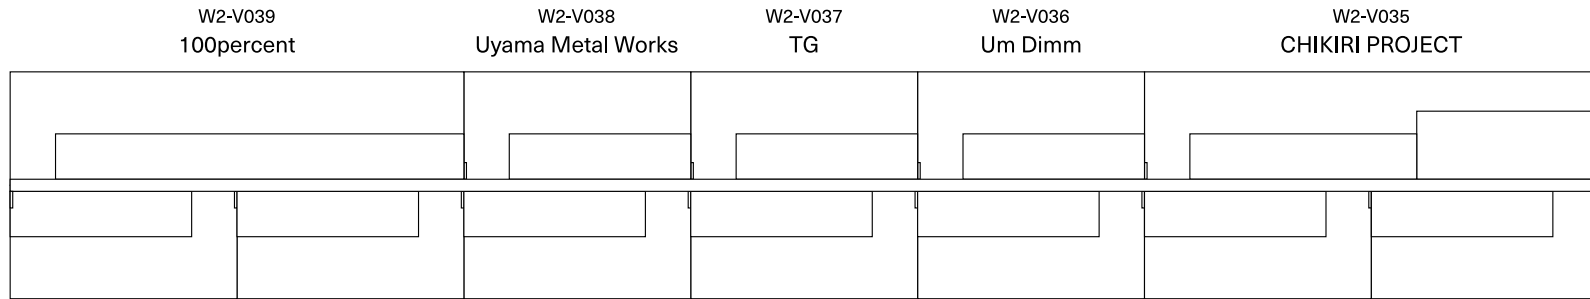 W2-V039
100percent
W2-V038
Uyama Metal Works
W2-V037
TG
W2-V036
Um Dimm
W2-V035
CHIKIRI PROJECT